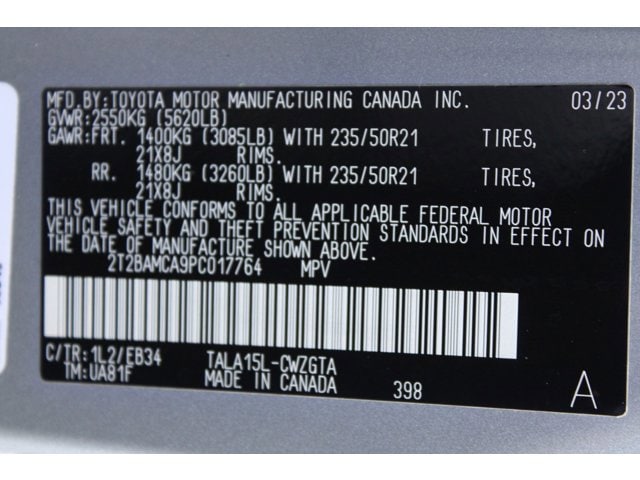 MFD.BY:TOYOTA MOTOR MANUFACTURING CANADA INC. 03/23
GVWR:2550KG (5620LB)
GAWR:FRT. 1400KG (3085LB) WITH 235/50R21 TIRES,
21X8J RIMS.
RR. 1480KG (3260LB) WITH 235/50R21 TIRES,
21X8J RIMS.
THIS VEHICLE CONFORMS TO ALL APPLICABLE FEDERAL MOTOR
VEHICLE SAFETY AND THEFT PREVENTION STANDARDS IN EFFECT ON
THE DATE OF MANUFACTURE SHOWN ABOVE.
2T2BAMCA9PC017764 MPV
C/TR:1L2/EB34 TALA15L-CWZGTA
TM:UA81F MADE IN CANADA 398 A